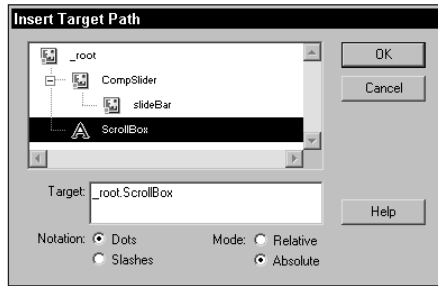 Insert Target Path
_root
OK
CompSlider
Cancel
slideBar
ScrollBox
Target: _root.ScrollBox
Help
Notation: Dots Mode: Relative
Slashes Absolute